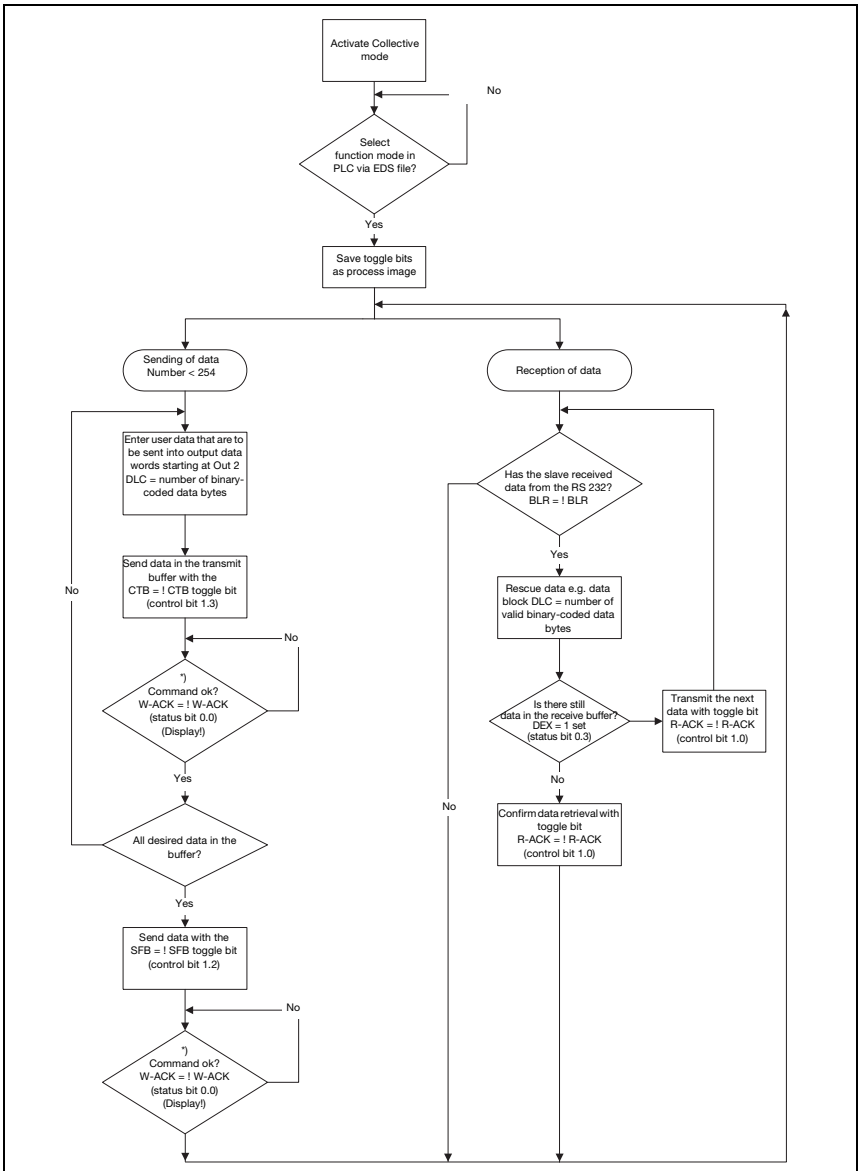 Activate Collective
mode
No
Select
function mode in
PLC via EDS file?
Yes
Save toggle bits
as process image
Sending of data
Number < 254
Enter user data that are to
be sent into output data
words starting at Out 2
DLC = number of binary-
coded data bytes
Send data in the transmit
buffer with the
CTB = ! CTB toggle bit
(control bit 1.3)
No
No
*)
Command ok?
W-ACK = ! W-ACK
(status bit 0.0)
(Display!)
Yes
All desired data in the
buffer?
Yes
Send data with the
SFB = ! SFB toggle bit
(control bit 1.2)
No
*)
Command ok?
W-ACK = ! W-ACK
(status bit 0.0)
(Display!)
Reception of data
Has the slave received
data from the RS 232?
BLR = ! BLR
Yes
Rescue data e.g. data
block DLC = number of
valid binary-coded data
bytes
Is there still
data in the receive buffer?
DEX = 1 set
(status bit 0.3)
Transmit the next
data with toggle bit
R-ACK = ! R-ACK
(control bit 1.0)
No
No
Confirm data retrieval with
toggle bit
R-ACK = ! R-ACK
(control bit 1.0)